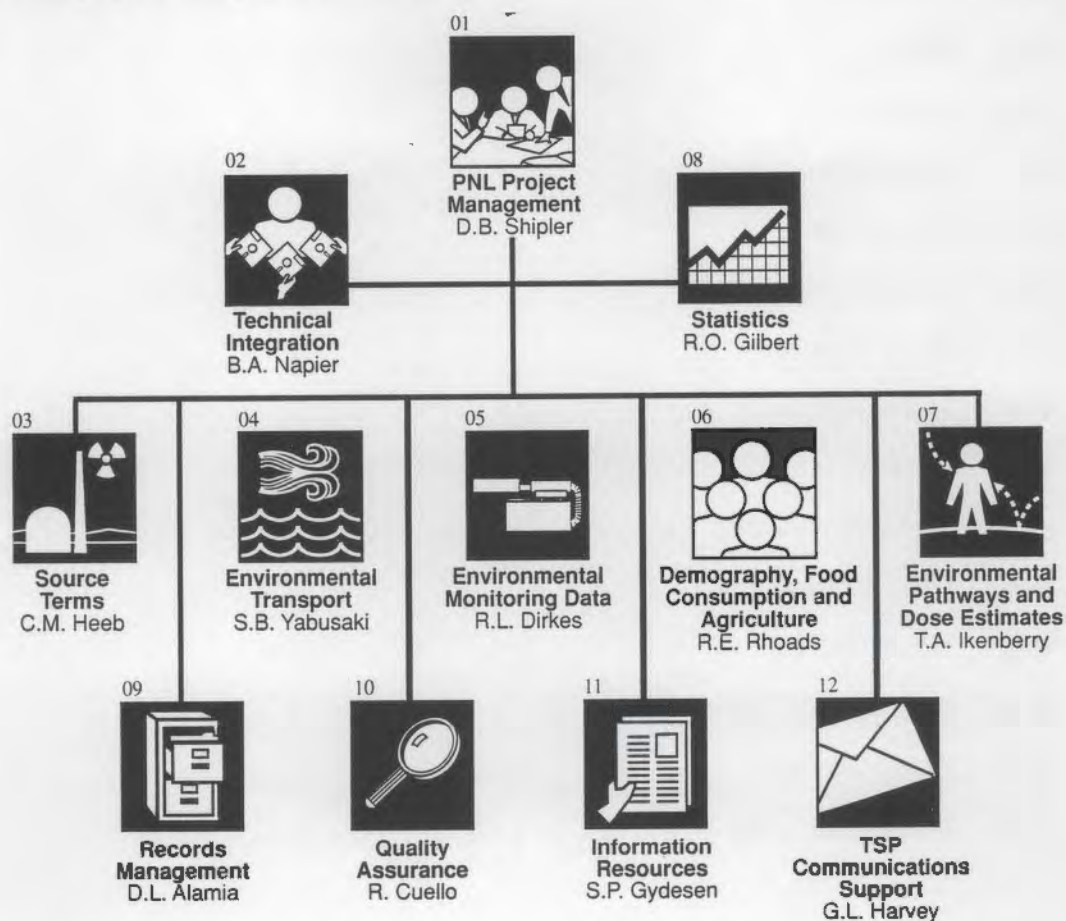 01
PNL Project
Management
D.B. Shipler
02
Technical
Integration
B.A. Napier
08
Statistics
R.O. Gilbert
03
Source
Terms
C.M. Heeb
04
Environmental
Transport
S.B. Yabusaki
05
Environmental
Monitoring Data
R.L. Dirkes
06
Demography, Food
Consumption and
Agriculture
R.E. Rhoads
07
Environmental
Pathways and
Dose Estimates
T.A. Ikenberry
09
Records
Management
D.L. Alamia
10
Quality
Assurance
R. Cuello
11
Information
Resources
S.P. Gydesen
12
TSP
Communications
Support
G.L. Harvey